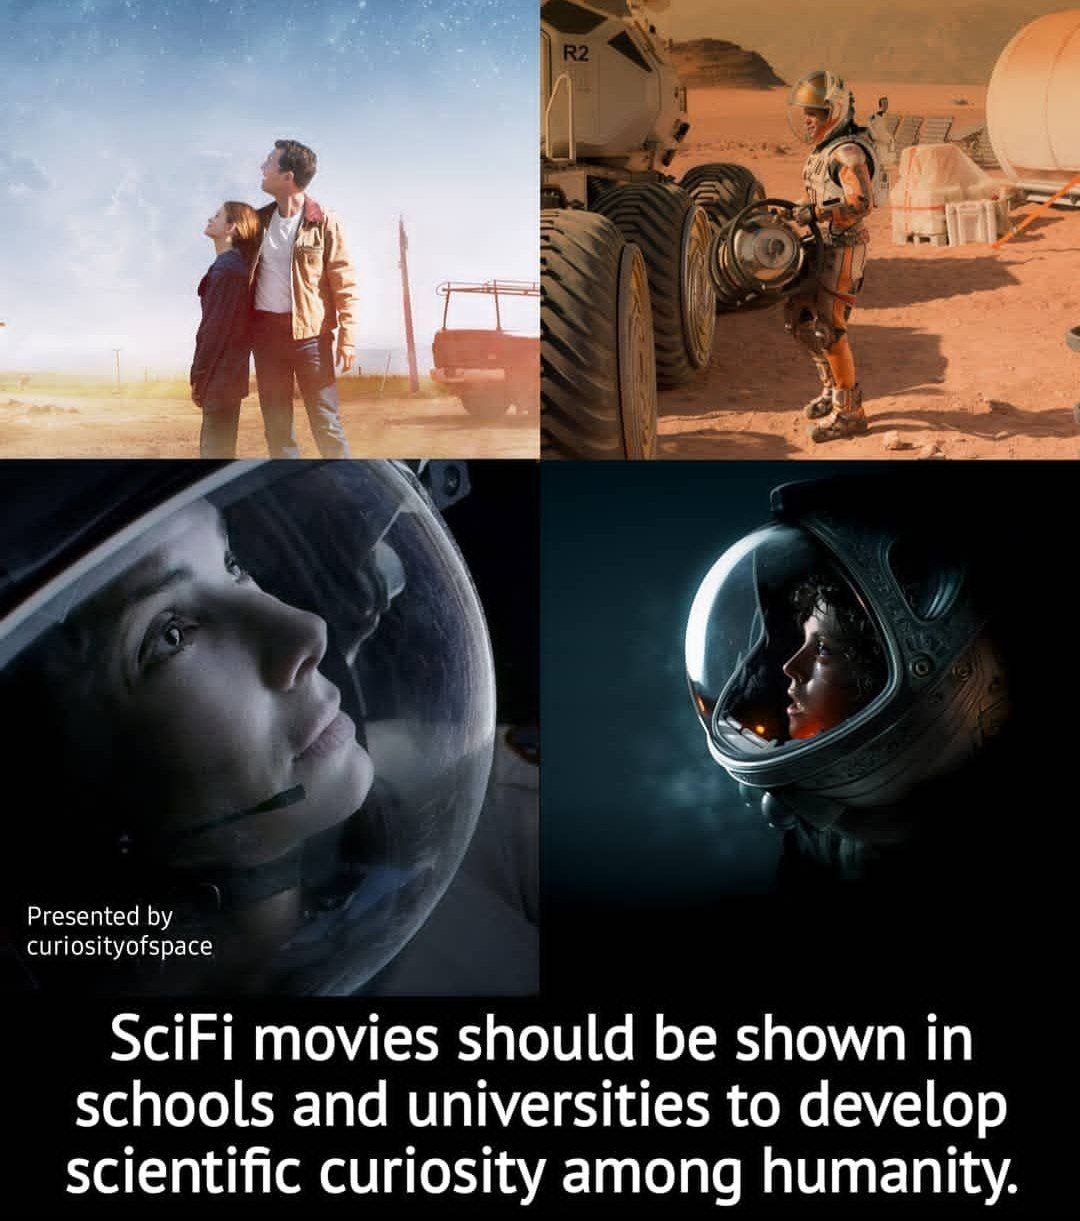 R2
Presented by
curiosityofspace
SciFi movies should be shown in
schools and universities to develop
scientific curiosity among humanity.